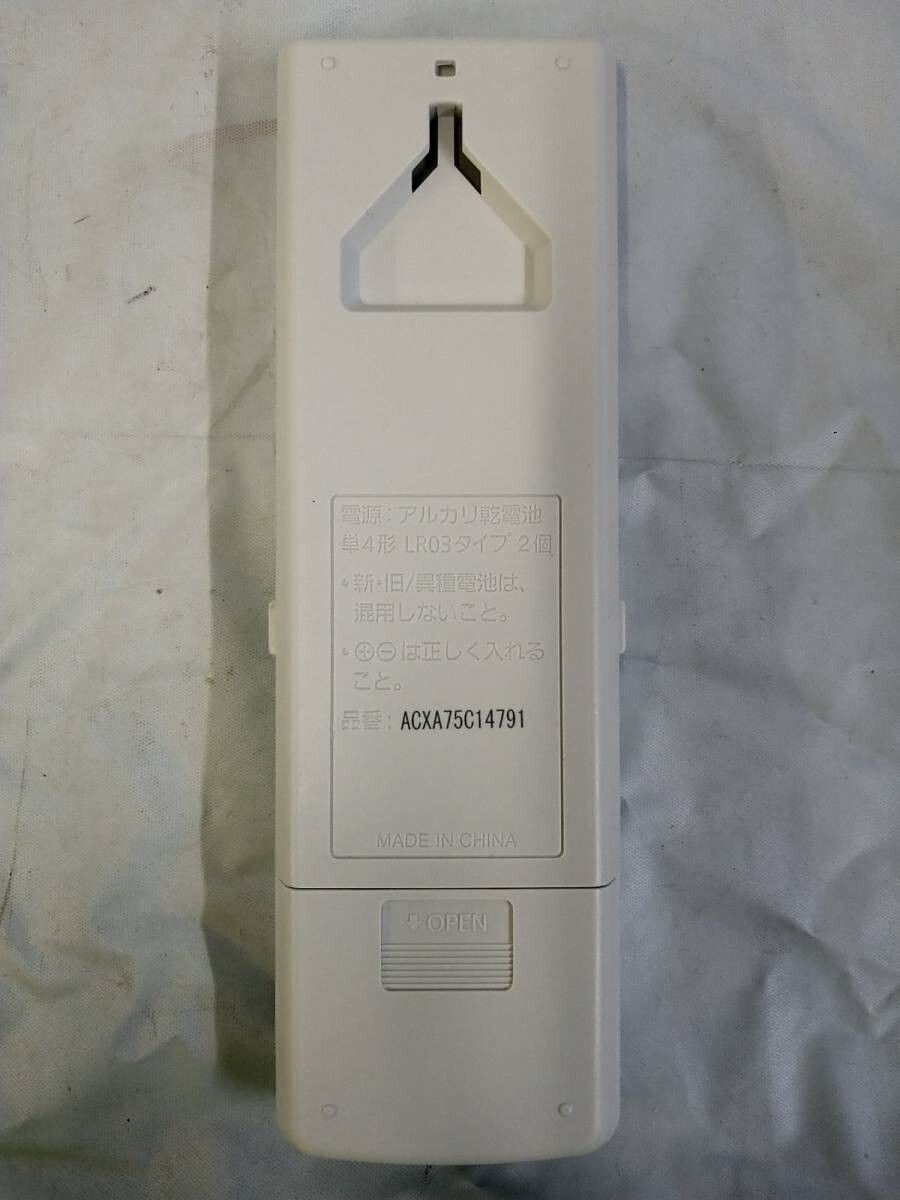 電源：アルカリ乾電池
単4形 LR03タイプ 2個
・新・旧/異種電池は、
混用しないこと。
・⊕⊖は正しく入れる
こと。
品番：ACXA75C14791
MADE IN CHINA
OPEN